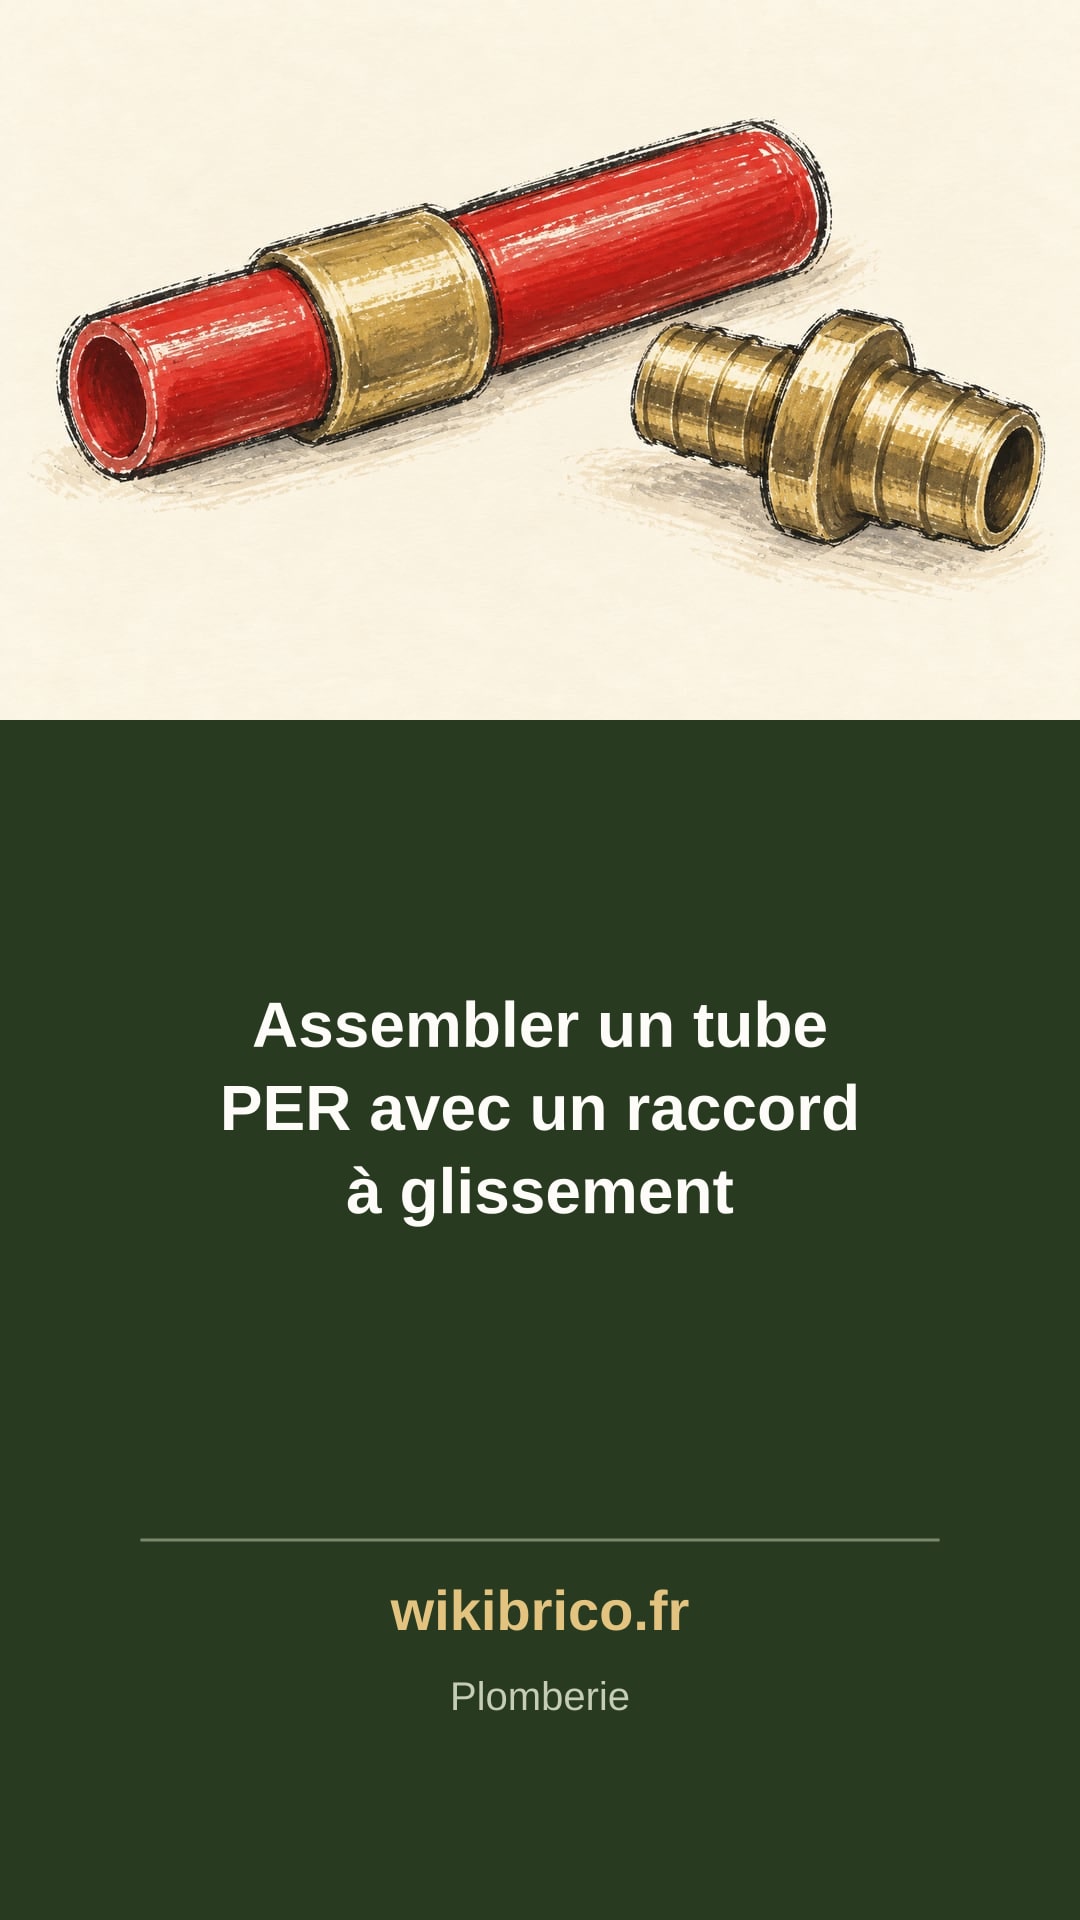 Assembler un tube
PER avec un raccord
à glissement
wikibrico.fr
Plomberie